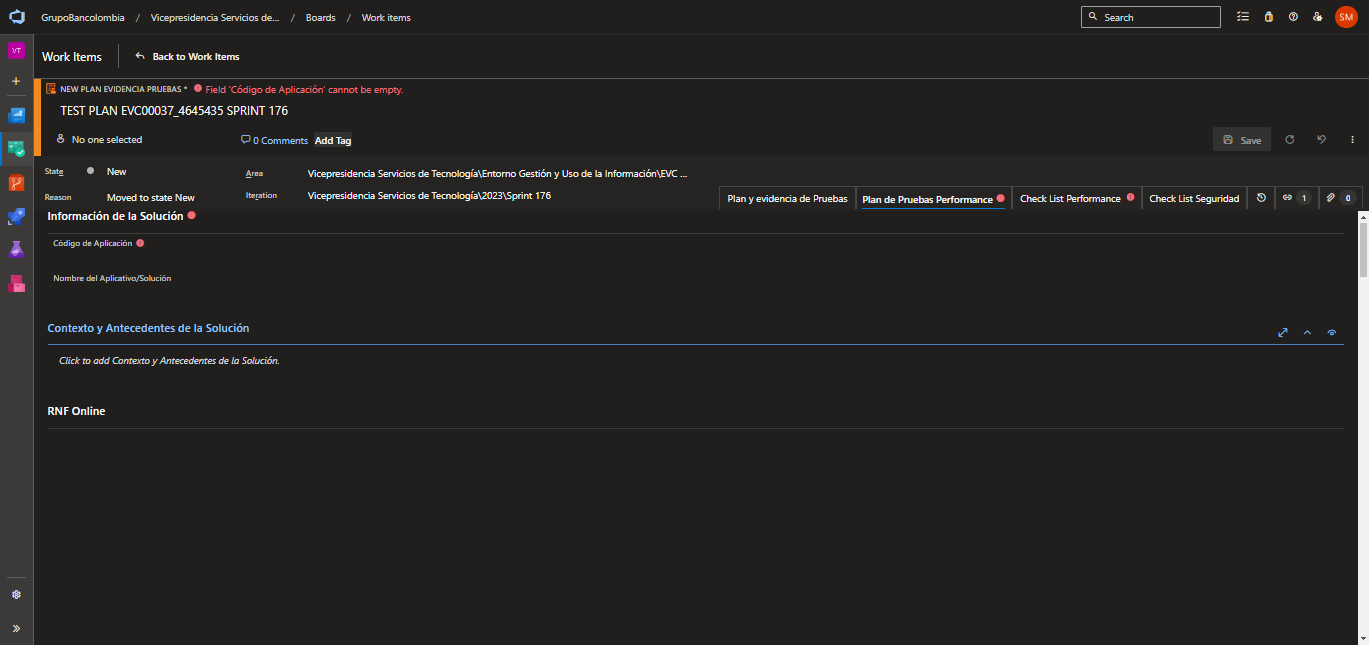 GrupoBancolombia / Vicepresidencia Servicios de... / Boards / Work items
Search
SM
VT
Work Items
Back to Work Items
NEW PLAN EVIDENCIA PRUEBAS * Field 'Código de Aplicación' cannot be empty.
TEST PLAN EVC00037_4645435 SPRINT 176
No one selected
0 Comments
Add Tag
Save
State
New
Area
Vicepresidencia Servicios de Tecnología\Entorno Gestión y Uso de la Información\EVC ...
Reason
Moved to state New
Iteration
Vicepresidencia Servicios de Tecnología\2023\Sprint 176
Plan y evidencia de Pruebas
Plan de Pruebas Performance
Check List Performance
Check List Seguridad
1
0
Información de la Solución
Código de Aplicación
Nombre del Aplicativo/Solución
Contexto y Antecedentes de la Solución
Click to add Contexto y Antecedentes de la Solución.
RNF Online